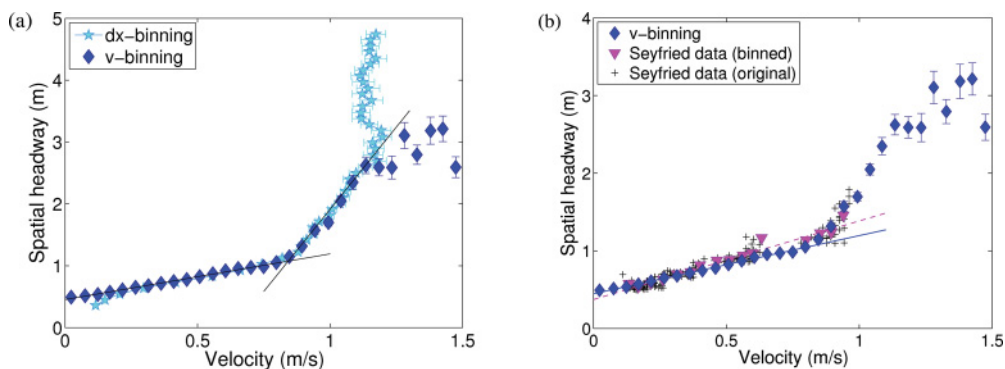 (a)
dx-binning
v-binning
Spatial headway (m)
5
4
3
2
1
0
0
0.5
1
1.5
Velocity (m/s)
(b)
v-binning
Seyfried data (binned)
Seyfried data (original)
Spatial headway (m)
4
3
2
1
0
0
0.5
1
1.5
Velocity (m/s)